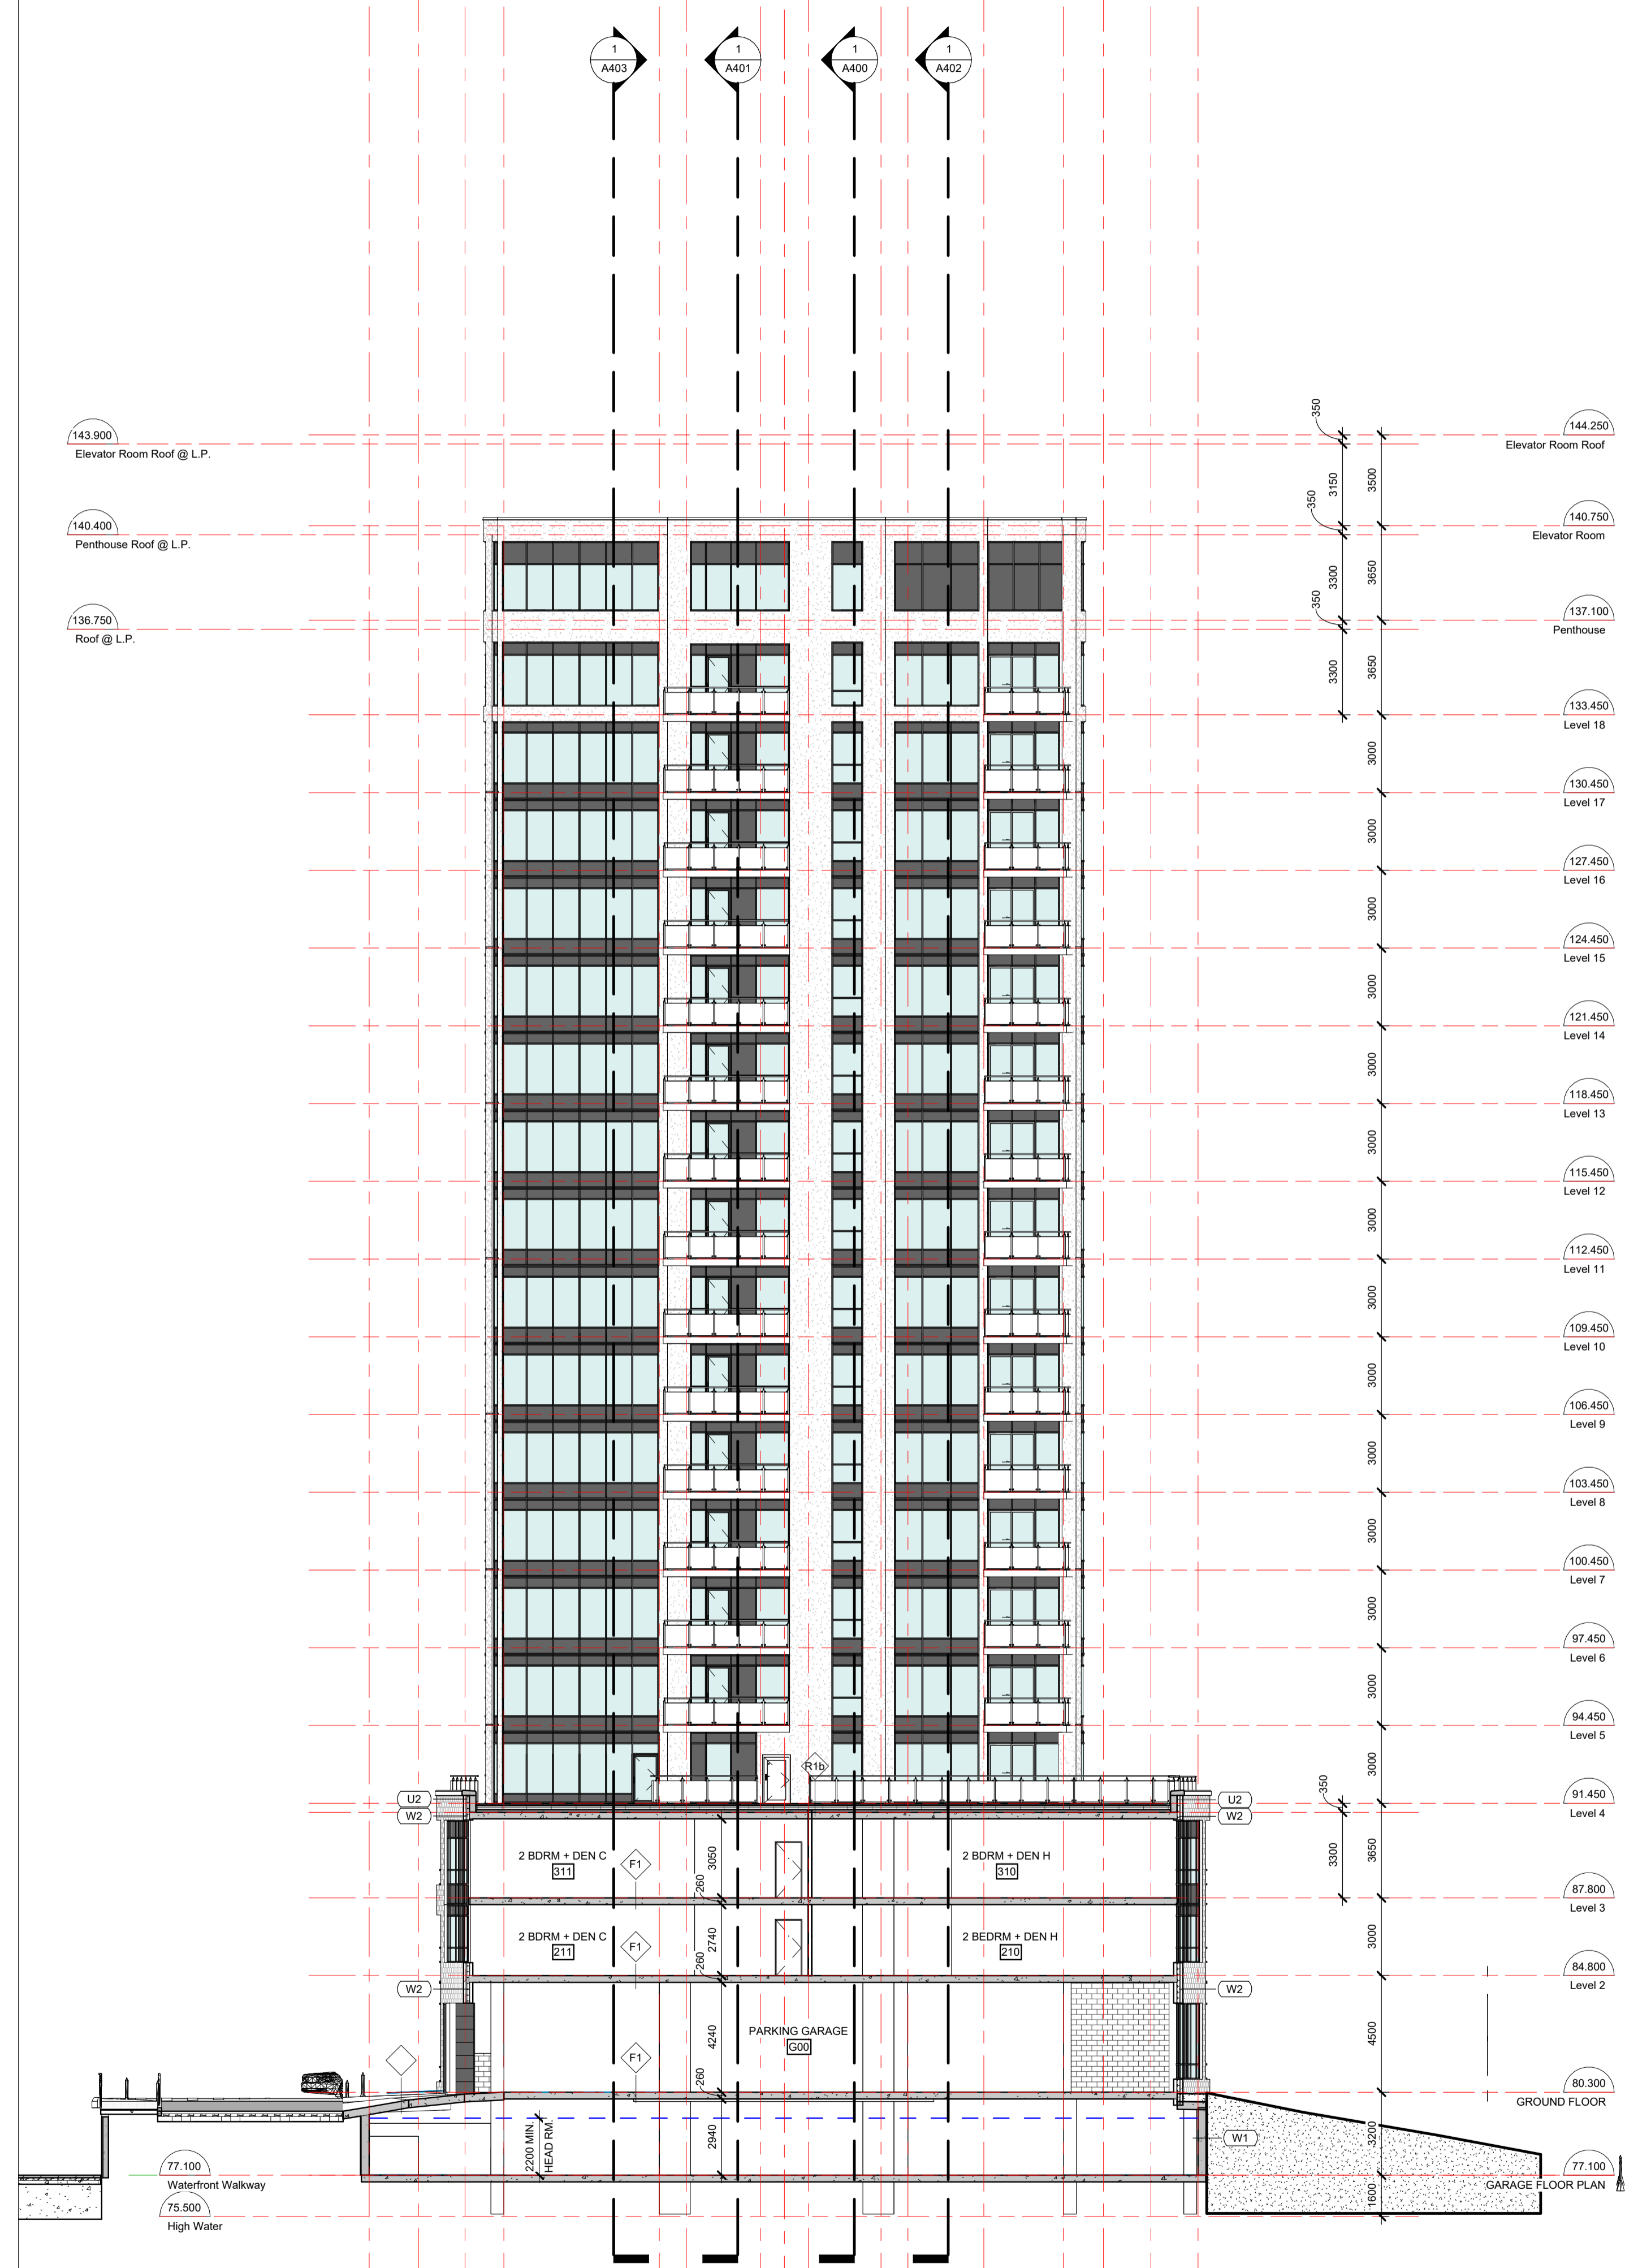 1
A403
1
A401
1
A400
1
A402
143.900
Elevator Room Roof @ L.P.
350
144.250
Elevator Room Roof
3150
3500
350
140.400
Penthouse Roof @ L.P.
140.750
Elevator Room
3300
3650
350
136.750
Roof @ L.P.
137.100
Penthouse
3300
3650
133.450
Level 18
3000
130.450
Level 17
3000
127.450
Level 16
3000
124.450
Level 15
3000
121.450
Level 14
3000
118.450
Level 13
3000
115.450
Level 12
3000
112.450
Level 11
3000
109.450
Level 10
3000
106.450
Level 9
3000
103.450
Level 8
3000
100.450
Level 7
3000
97.450
Level 6
3000
94.450
Level 5
3000
R1b
350
U2
U2
91.450
Level 4
W2
W2
2 BDRM + DEN C
311
F1
3050
260
2 BDRM + DEN H
310
3300
3650
87.800
Level 3
2 BDRM + DEN C
211
F1
2740
260
2 BEDRM + DEN H
210
3000
84.800
Level 2
W2
W2
PARKING GARAGE
G00
F1
4240
260
4500
80.300
GROUND FLOOR
2200 MIN.
HEAD RM.
2940
W1
3200
77.100
Waterfront Walkway
77.100
GARAGE FLOOR PLAN
1600
75.500
High Water